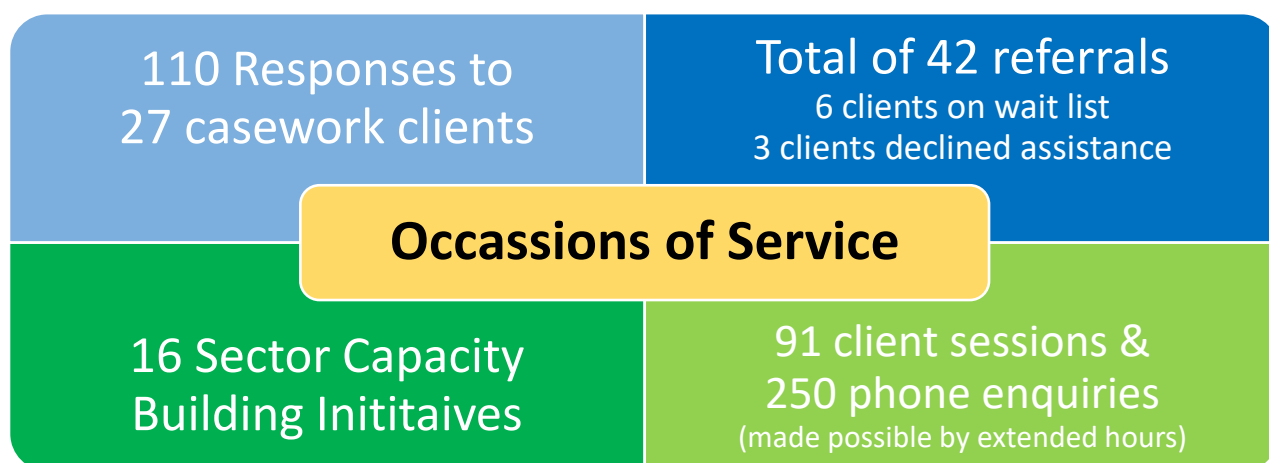 110 Responses to
27 casework clients
Total of 42 referrals
6 clients on wait list
3 clients declined assistance
Occassions of Service
16 Sector Capacity
Building Inititaives
91 client sessions &
250 phone enquiries
(made possible by extended hours)